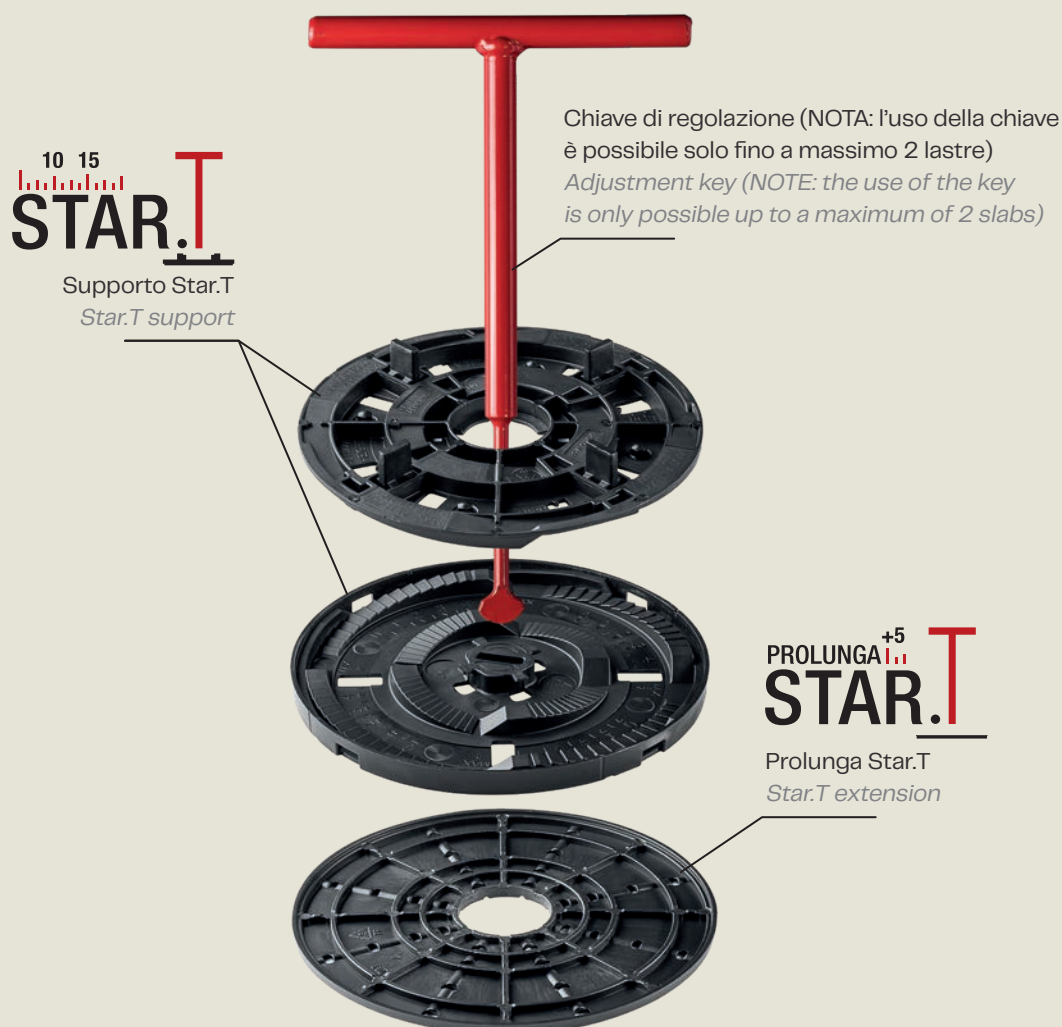 Chiave di regolazione (NOTA: l'uso della chiave
è possibile solo fino a massimo 2 lastre)
Adjustment key (NOTE: the use of the key
is only possible up to a maximum of 2 slabs)
10 15
STAR.T
Supporto Star.T
Star.T support
PROLUNGA +5
STAR.T
Prolunga Star.T
Star.T extension